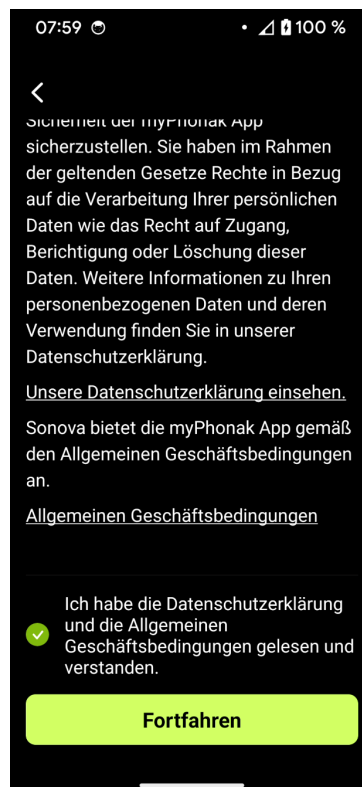 07:59
100 %
Sicherheit der myPhonak App
sicherzustellen. Sie haben im Rahmen
der geltenden Gesetze Rechte in Bezug
auf die Verarbeitung Ihrer persönlichen
Daten wie das Recht auf Zugang,
Berichtigung oder Löschung dieser
Daten. Weitere Informationen zu Ihren
personenbezogenen Daten und deren
Verwendung finden Sie in unserer
Datenschutzerklärung.
Unsere Datenschutzerklärung einsehen.
Sonova bietet die myPhonak App gemäß
den Allgemeinen Geschäftsbedingungen
an.
Allgemeinen Geschäftsbedingungen
Ich habe die Datenschutzerklärung
und die Allgemeinen
Geschäftsbedingungen gelesen und
verstanden.
Fortfahren